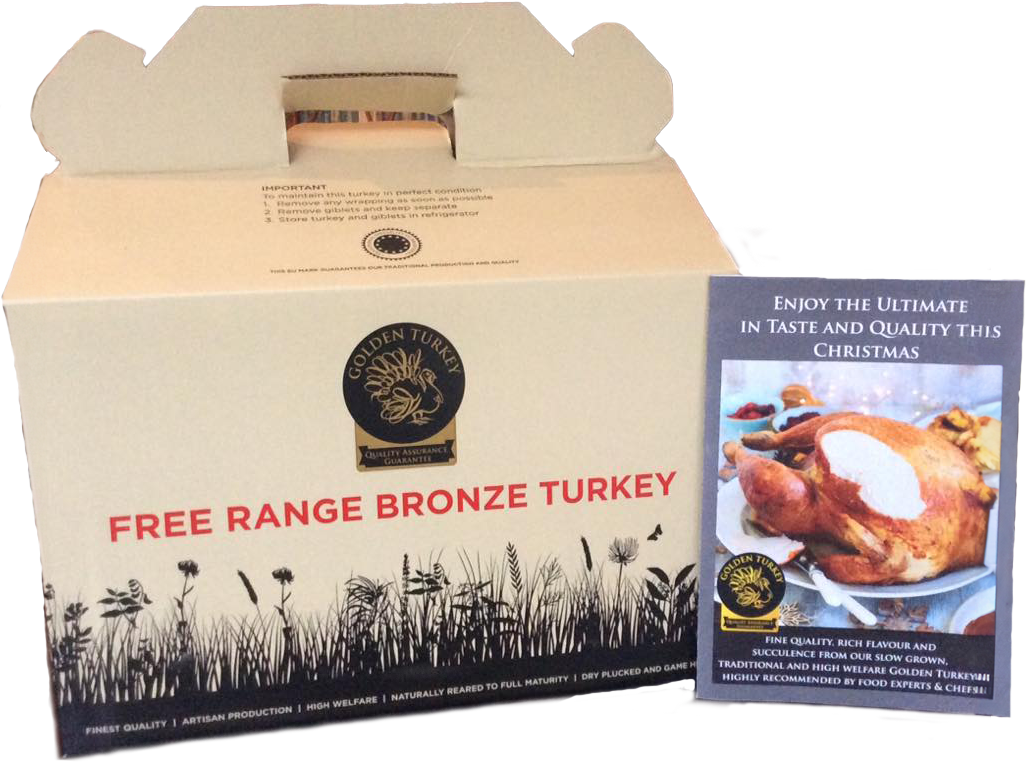 IMPORTANT
To maintain this turkey in perfect condition
1. Remove any wrapping as soon as possible
2. Remove giblets and keep separate
3. Store turkey and giblets in refrigerator
THIS EU MARK GUARANTEES OUR TRADITIONAL PRODUCTION AND QUALITY
GOLDEN TURKEY
QUALITY ASSURANCE
GUARANTEE
FREE RANGE BRONZE TURKEY
FINEST QUALITY | ARTISAN PRODUCTION | HIGH WELFARE | NATURALLY REARED TO FULL MATURITY | DRY PLUCKED AND GAME H
ENJOY THE ULTIMATE
IN TASTE AND QUALITY THIS
CHRISTMAS
GOLDEN TURKEY
QUALITY ASSURANCE
GUARANTEE
FINE QUALITY, RICH FLAVOUR AND
SUCCULENCE FROM OUR SLOW GROWN,
TRADITIONAL AND HIGH WELFARE GOLDEN TURKEY
HIGHLY RECOMMENDED BY FOOD EXPERTS & CHEFS